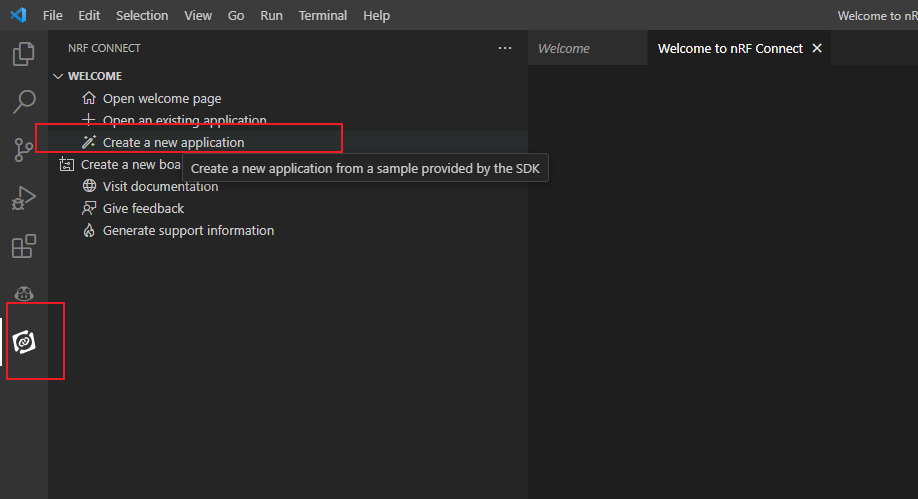 File Edit Selection View Go Run Terminal Help
Welcome to nR
NRF CONNECT
Welcome
Welcome to nRF Connect
WELCOME
Open welcome page
Open an existing application
Create a new application
Create a new boa
Create a new application from a sample provided by the SDK
Visit documentation
Give feedback
Generate support information